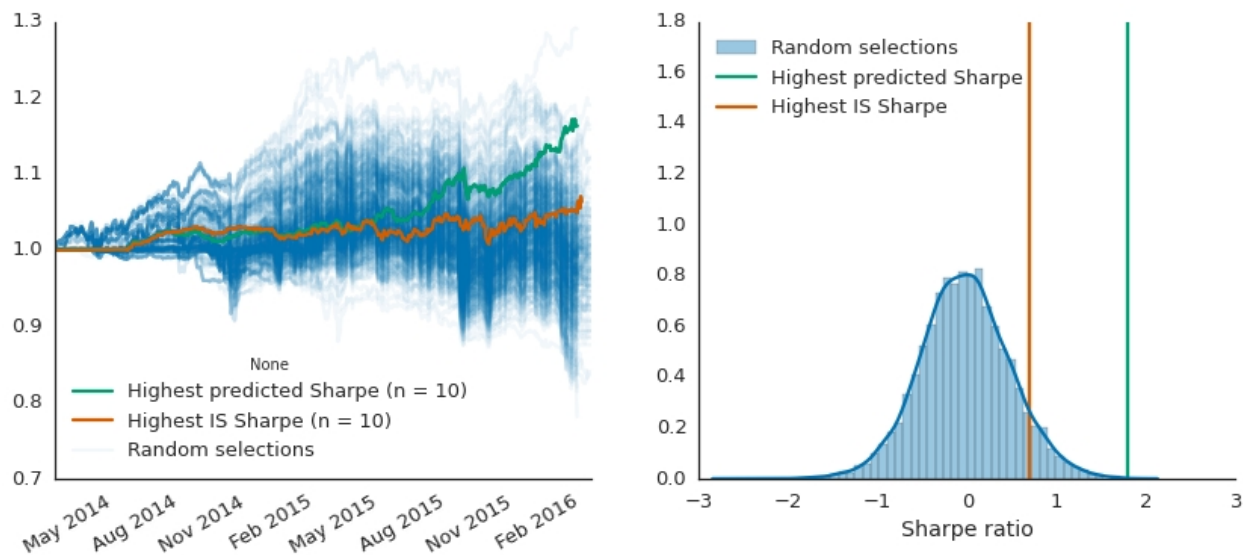 1.3
1.2
1.1
1.0
0.9
0.8
0.7
None
Highest predicted Sharpe (n = 10)
Highest IS Sharpe (n = 10)
Random selections
May 2014
Aug 2014
Nov 2014
Feb 2015
May 2015
Aug 2015
Nov 2015
Feb 2016
1.8
1.6
1.4
1.2
1.0
0.8
0.6
0.4
0.2
0.0
Random selections
Highest predicted Sharpe
Highest IS Sharpe
−3
−2
−1
0
1
2
3
Sharpe ratio